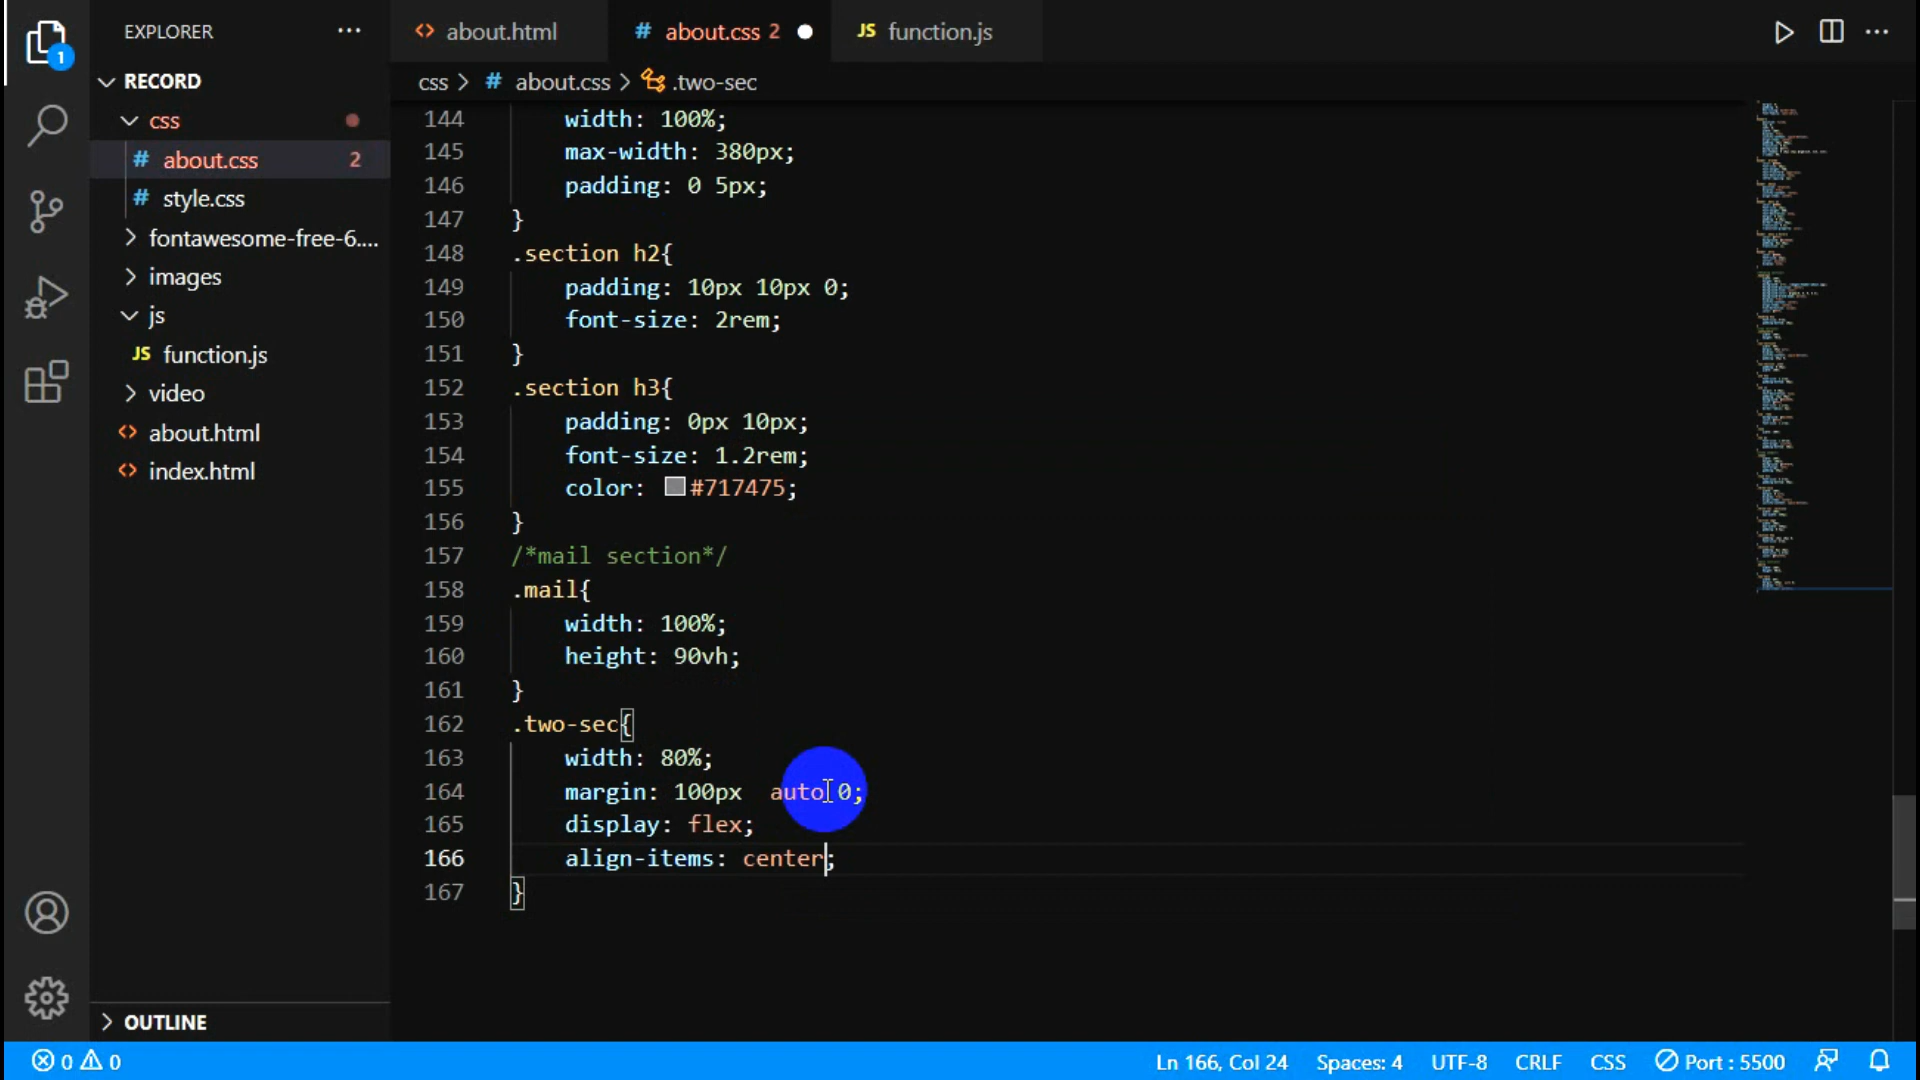 EXPLORER ...
about.html
about.css 2
JS function.js
1
RECORD
css > # about.css > .two-sec
css
# about.css 2
# style.css
fontawesome-free-6....
images
js
JS function.js
video
about.html
index.html
OUTLINE
144 width: 100%;
145 max-width: 380px;
146 padding: 0 5px;
147 }
148 .section h2{
149 padding: 10px 10px 0;
150 font-size: 2rem;
151 }
152 .section h3{
153 padding: 0px 10px;
154 font-size: 1.2rem;
155 color: #717475;
156 }
157 /*mail section*/
158 .mail{
159 width: 100%;
160 height: 90vh;
161 }
162 .two-sec{
163 width: 80%;
164 margin: 100px  auto 0;
165 display: flex;
166 align-items: center;
167 }
0 0
Ln 166, Col 24 Spaces: 4 UTF-8 CRLF CSS Port : 5500